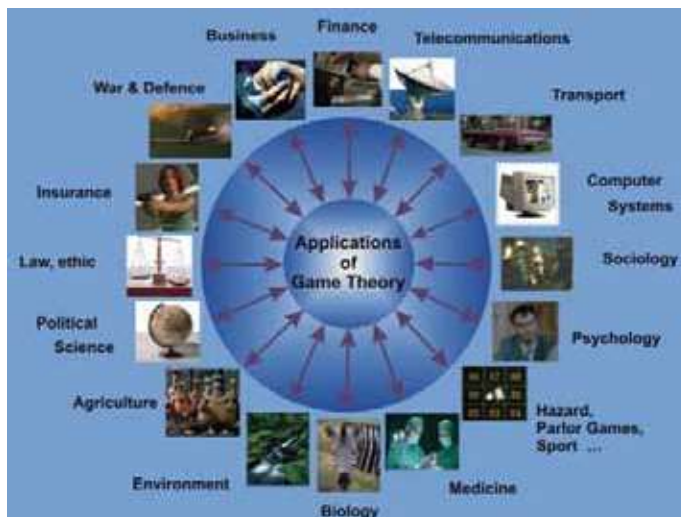 Finance
Business
Telecommunications
War & Defence
Transport
Insurance
Computer
Systems
Applications
of
Game Theory
Law, ethic
Sociology
Political
Science
Psychology
Agriculture
Hazard,
Parlor Games,
Sport ...
Environment
Medicine
Biology